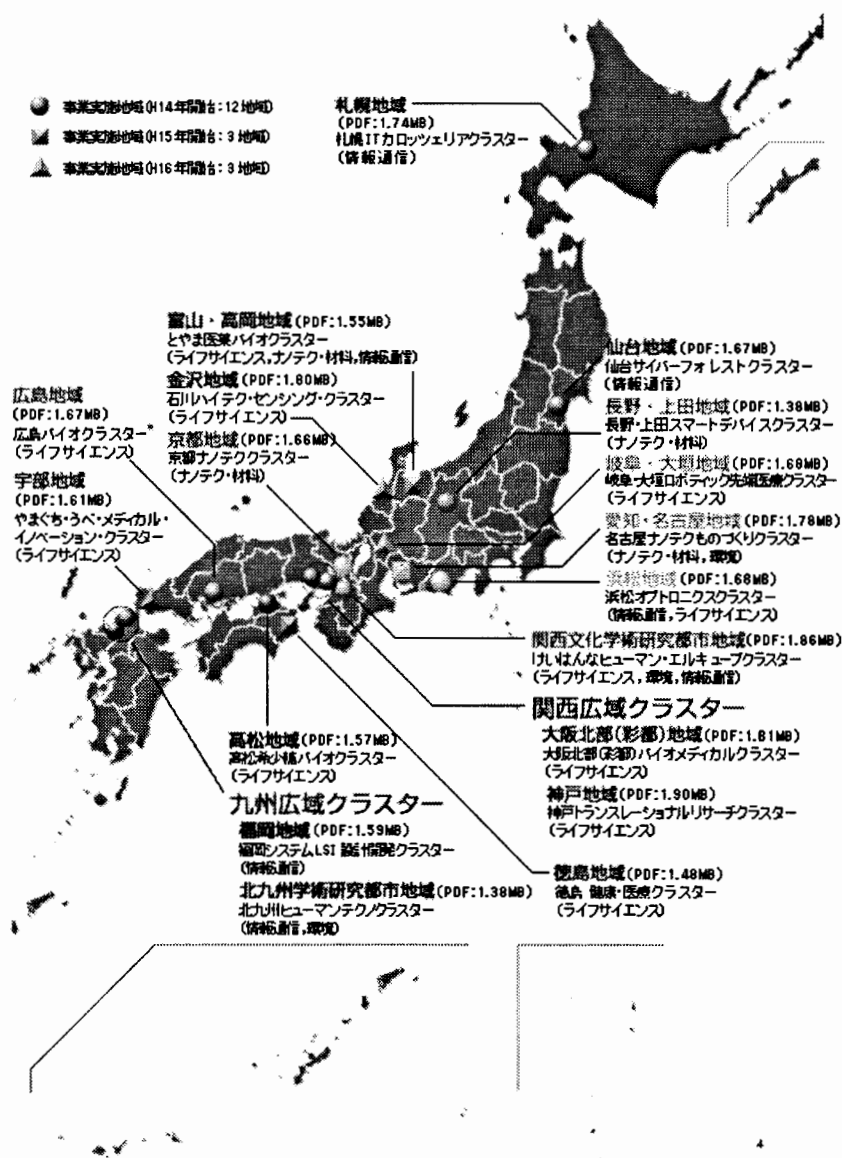 事業実施地域(H14年開始:12地域)
事業実施地域(H15年開始:3地域)
事業実施地域(H16年開始:3地域)
札幌地域
(PDF:1.74MB)
札幌ITカロッツェリアクラスター
(情報通信)
富山・高岡地域(PDF:1.55MB)
とやま医薬バイオクラスター
(ライフサイエンス,ナノテク・材料,情報通信)
金沢地域(PDF:1.80MB)
石川ハイテク・センシング・クラスター
(ライフサイエンス)
京都地域(PDF:1.66MB)
京都ナノテククラスター
(ナノテク・材料)
広島地域
(PDF:1.67MB)
広島バイオクラスター
(ライフサイエンス)
宇部地域
(PDF:1.61MB)
やまぐち・うべ・メディカル・
イノベーション・クラスター
(ライフサイエンス)
仙台地域(PDF:1.67MB)
仙台サイバーフォレストクラスター
(情報通信)
長野・上田地域(PDF:1.38MB)
長野・上田スマートデバイスクラスター
(ナノテク・材料)
岐阜・大垣地域(PDF:1.68MB)
岐阜・大垣ロボティック先端医療クラスター
(ライフサイエンス)
愛知・名古屋地域(PDF:1.78MB)
名古屋ナノテクものづくりクラスター
(ナノテク・材料,環境)
浜松地域(PDF:1.68MB)
浜松オプトロニクスクラスター
(情報通信,ライフサイエンス)
関西文化学術研究都市地域(PDF:1.86MB)
けいはんなヒューマン・エルキューブクラスター
(ライフサイエンス,環境,情報通信)
関西広域クラスター
大阪北部(彩都)地域(PDF:1.81MB)
大阪北部(彩都)バイオメディカルクラスター
(ライフサイエンス)
神戸地域(PDF:1.90MB)
神戸トランスレーショナルリサーチクラスター
(ライフサイエンス)
高松地域(PDF:1.57MB)
高松希少糖バイオクラスター
(ライフサイエンス)
九州広域クラスター
福岡地域(PDF:1.59MB)
福岡システムLSI設計開発クラスター
(情報通信)
北九州学術研究都市地域(PDF:1.38MB)
北九州ヒューマンテクノクラスター
(情報通信,環境)
徳島地域(PDF:1.48MB)
徳島 健康・医療クラスター
(ライフサイエンス)
4